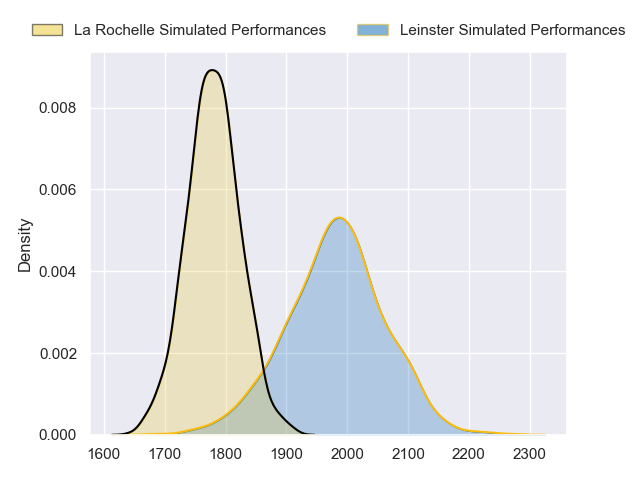 La Rochelle Simulated Performances
Leinster Simulated Performances
Density
0.008
0.006
0.004
0.002
0.000
1600 1700 1800 1900 2000 2100 2200 2300